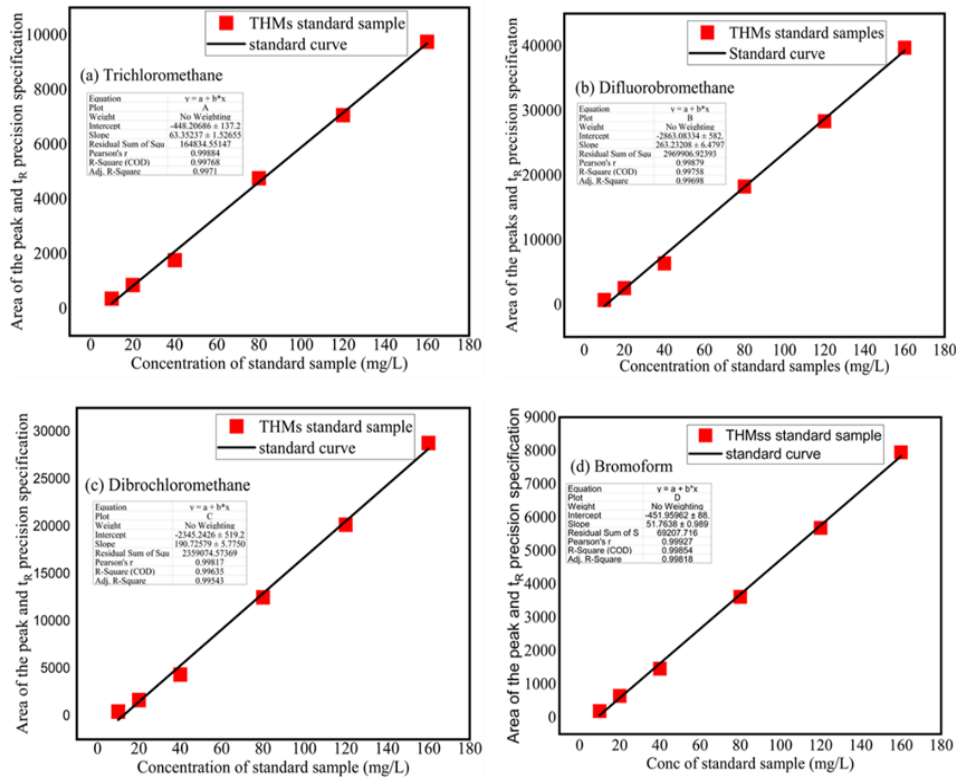 THMs standard sample
standard curve
(a) Trichloromethane
Equation y = a + b*x
Plot A
Weight No Weighting
Intercept -448.20686 ± 137.2
Slope 63.35237 ± 1.52655
Residual Sum of Squ 164834.55147
Pearson's r 0.99884
R-Square (COD) 0.99768
Adj. R-Square 0.9971
Area of the peak and tR precision specification
10000
8000
6000
4000
2000
0
0 20 40 60 80 100 120 140 160 180
Concentration of standard sample (mg/L)
THMs standard samples
Standard curve
(b) Difluorobromethane
Equation y = a + b*x
Plot B
Weight No Weighting
Intercept -2863.08334 ± 582.
Slope 263.23208 ± 6.4797
Residual Sum of Squ 2969906.92393
Pearson's r 0.99879
R-Square (COD) 0.99758
Adj. R-Square 0.99698
Area of the peaks and tR precision specificaton
40000
30000
20000
10000
0
0 20 40 60 80 100 120 140 160 180
Concentration of standard samples (mg/L)
THMs standard sample
standard curve
(c) Dibrochloromethane
Equation y = a + b*x
Plot C
Weight No Weighting
Intercept -2345.2426 ± 519.2
Slope 190.72579 ± 5.7750
Residual Sum of Squ 2359074.57369
Pearson's r 0.99817
R-Square (COD) 0.99635
Adj. R-Square 0.99543
Area of the peak and tR precision specification
30000
25000
20000
15000
10000
5000
0
0 20 40 60 80 100 120 140 160 180
Concentration of standard sample (mg/L)
THMss standard sample
standard curve
(d) Bromoform
Equation y = a + b*x
Plot D
Weight No Weighting
Intercept -451.95962 ± 88.
Slope 51.7638 ± 0.989
Residual Sum of S 69207.716
Pearson's r 0.99927
R-Square (COD) 0.99854
Adj. R-Square 0.99818
Area of the peak and tR precision specification
9000
8000
7000
6000
5000
4000
3000
2000
1000
0
0 20 40 60 80 100 120 140 160 180
Conc of standard sample (mg/L)